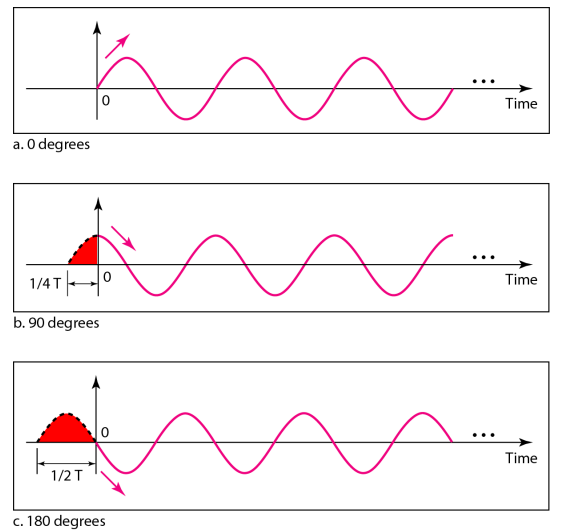 0
...
Time
a. 0 degrees
1/4 T
0
...
Time
b. 90 degrees
0
...
1/2 T
Time
c. 180 degrees